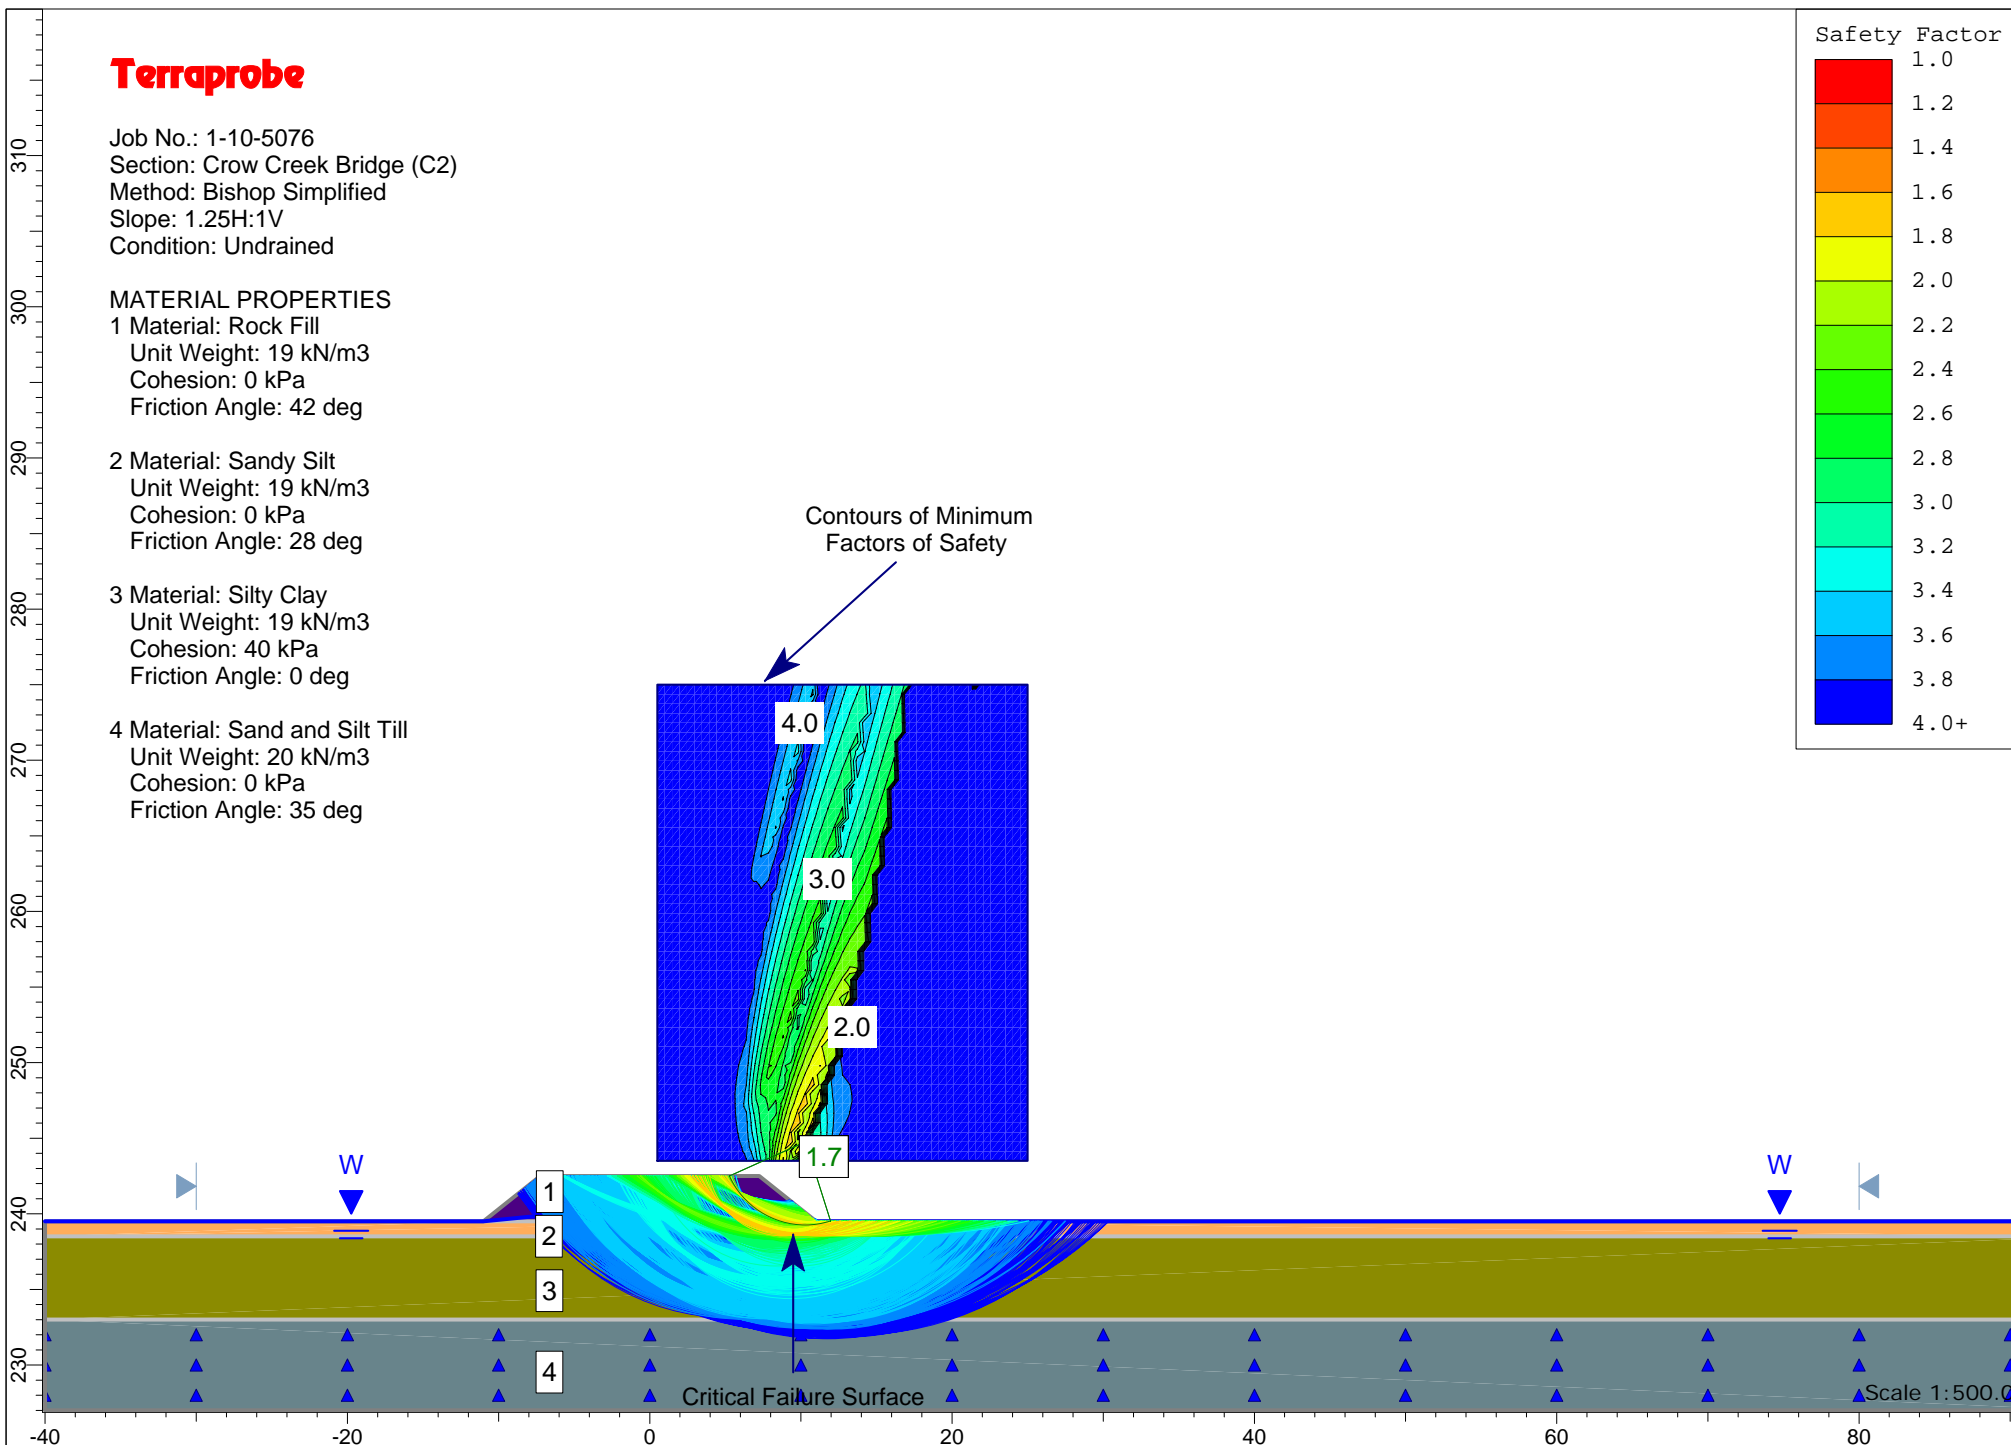 Terraprobe
Job No.: 1-10-5076
Section: Crow Creek Bridge (C2)
Method: Bishop Simplified
Slope: 1.25H:1V
Condition: Undrained
MATERIAL PROPERTIES
1 Material: Rock Fill
Unit Weight: 19 kN/m3
Cohesion: 0 kPa
Friction Angle: 42 deg
2 Material: Sandy Silt
Unit Weight: 19 kN/m3
Cohesion: 0 kPa
Friction Angle: 28 deg
3 Material: Silty Clay
Unit Weight: 19 kN/m3
Cohesion: 40 kPa
Friction Angle: 0 deg
4 Material: Sand and Silt Till
Unit Weight: 20 kN/m3
Cohesion: 0 kPa
Friction Angle: 35 deg
Safety Factor
1.0
1.2
1.4
1.6
1.8
2.0
2.2
2.4
2.6
2.8
3.0
3.2
3.4
3.6
3.8
4.0+
Contours of Minimum
Factors of Safety
4.0
3.0
2.0
1.7
W
W
1
2
3
4
Critical Failure Surface
Scale 1:500.0
310
300
290
280
270
260
250
240
230
-40
-20
0
20
40
60
80